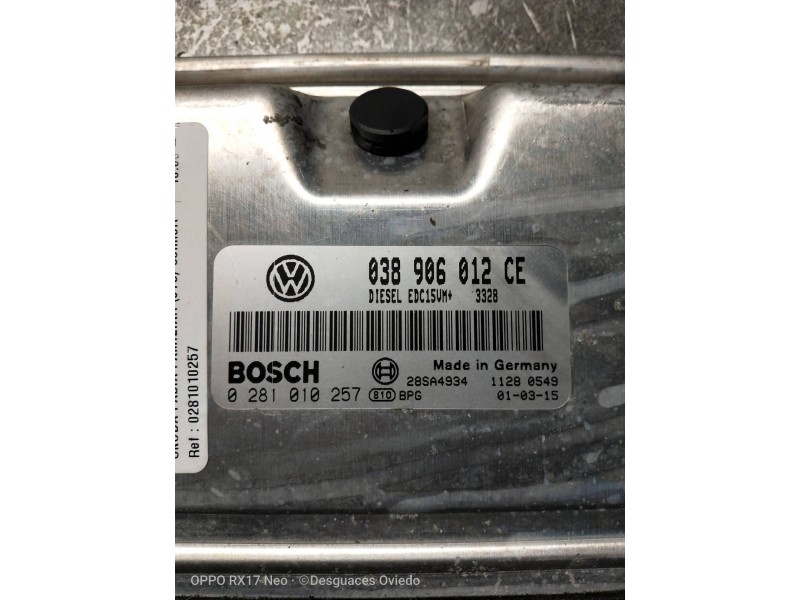 038 906 012 CE
DIESEL EDC15VM+ 3328
BOSCH
Made in Germany
28SA4934 1128 0549
0 281 010 257 810 BPG 01-03-15
Ref : 0281010257
OPPO RX17 Neo · ©Desguaces Oviedo